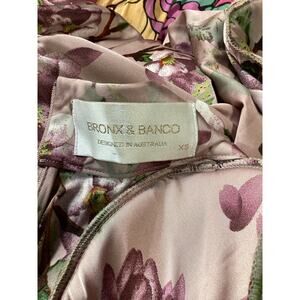 BRONX & BANCO
DESIGNED IN AUSTRALIA XS